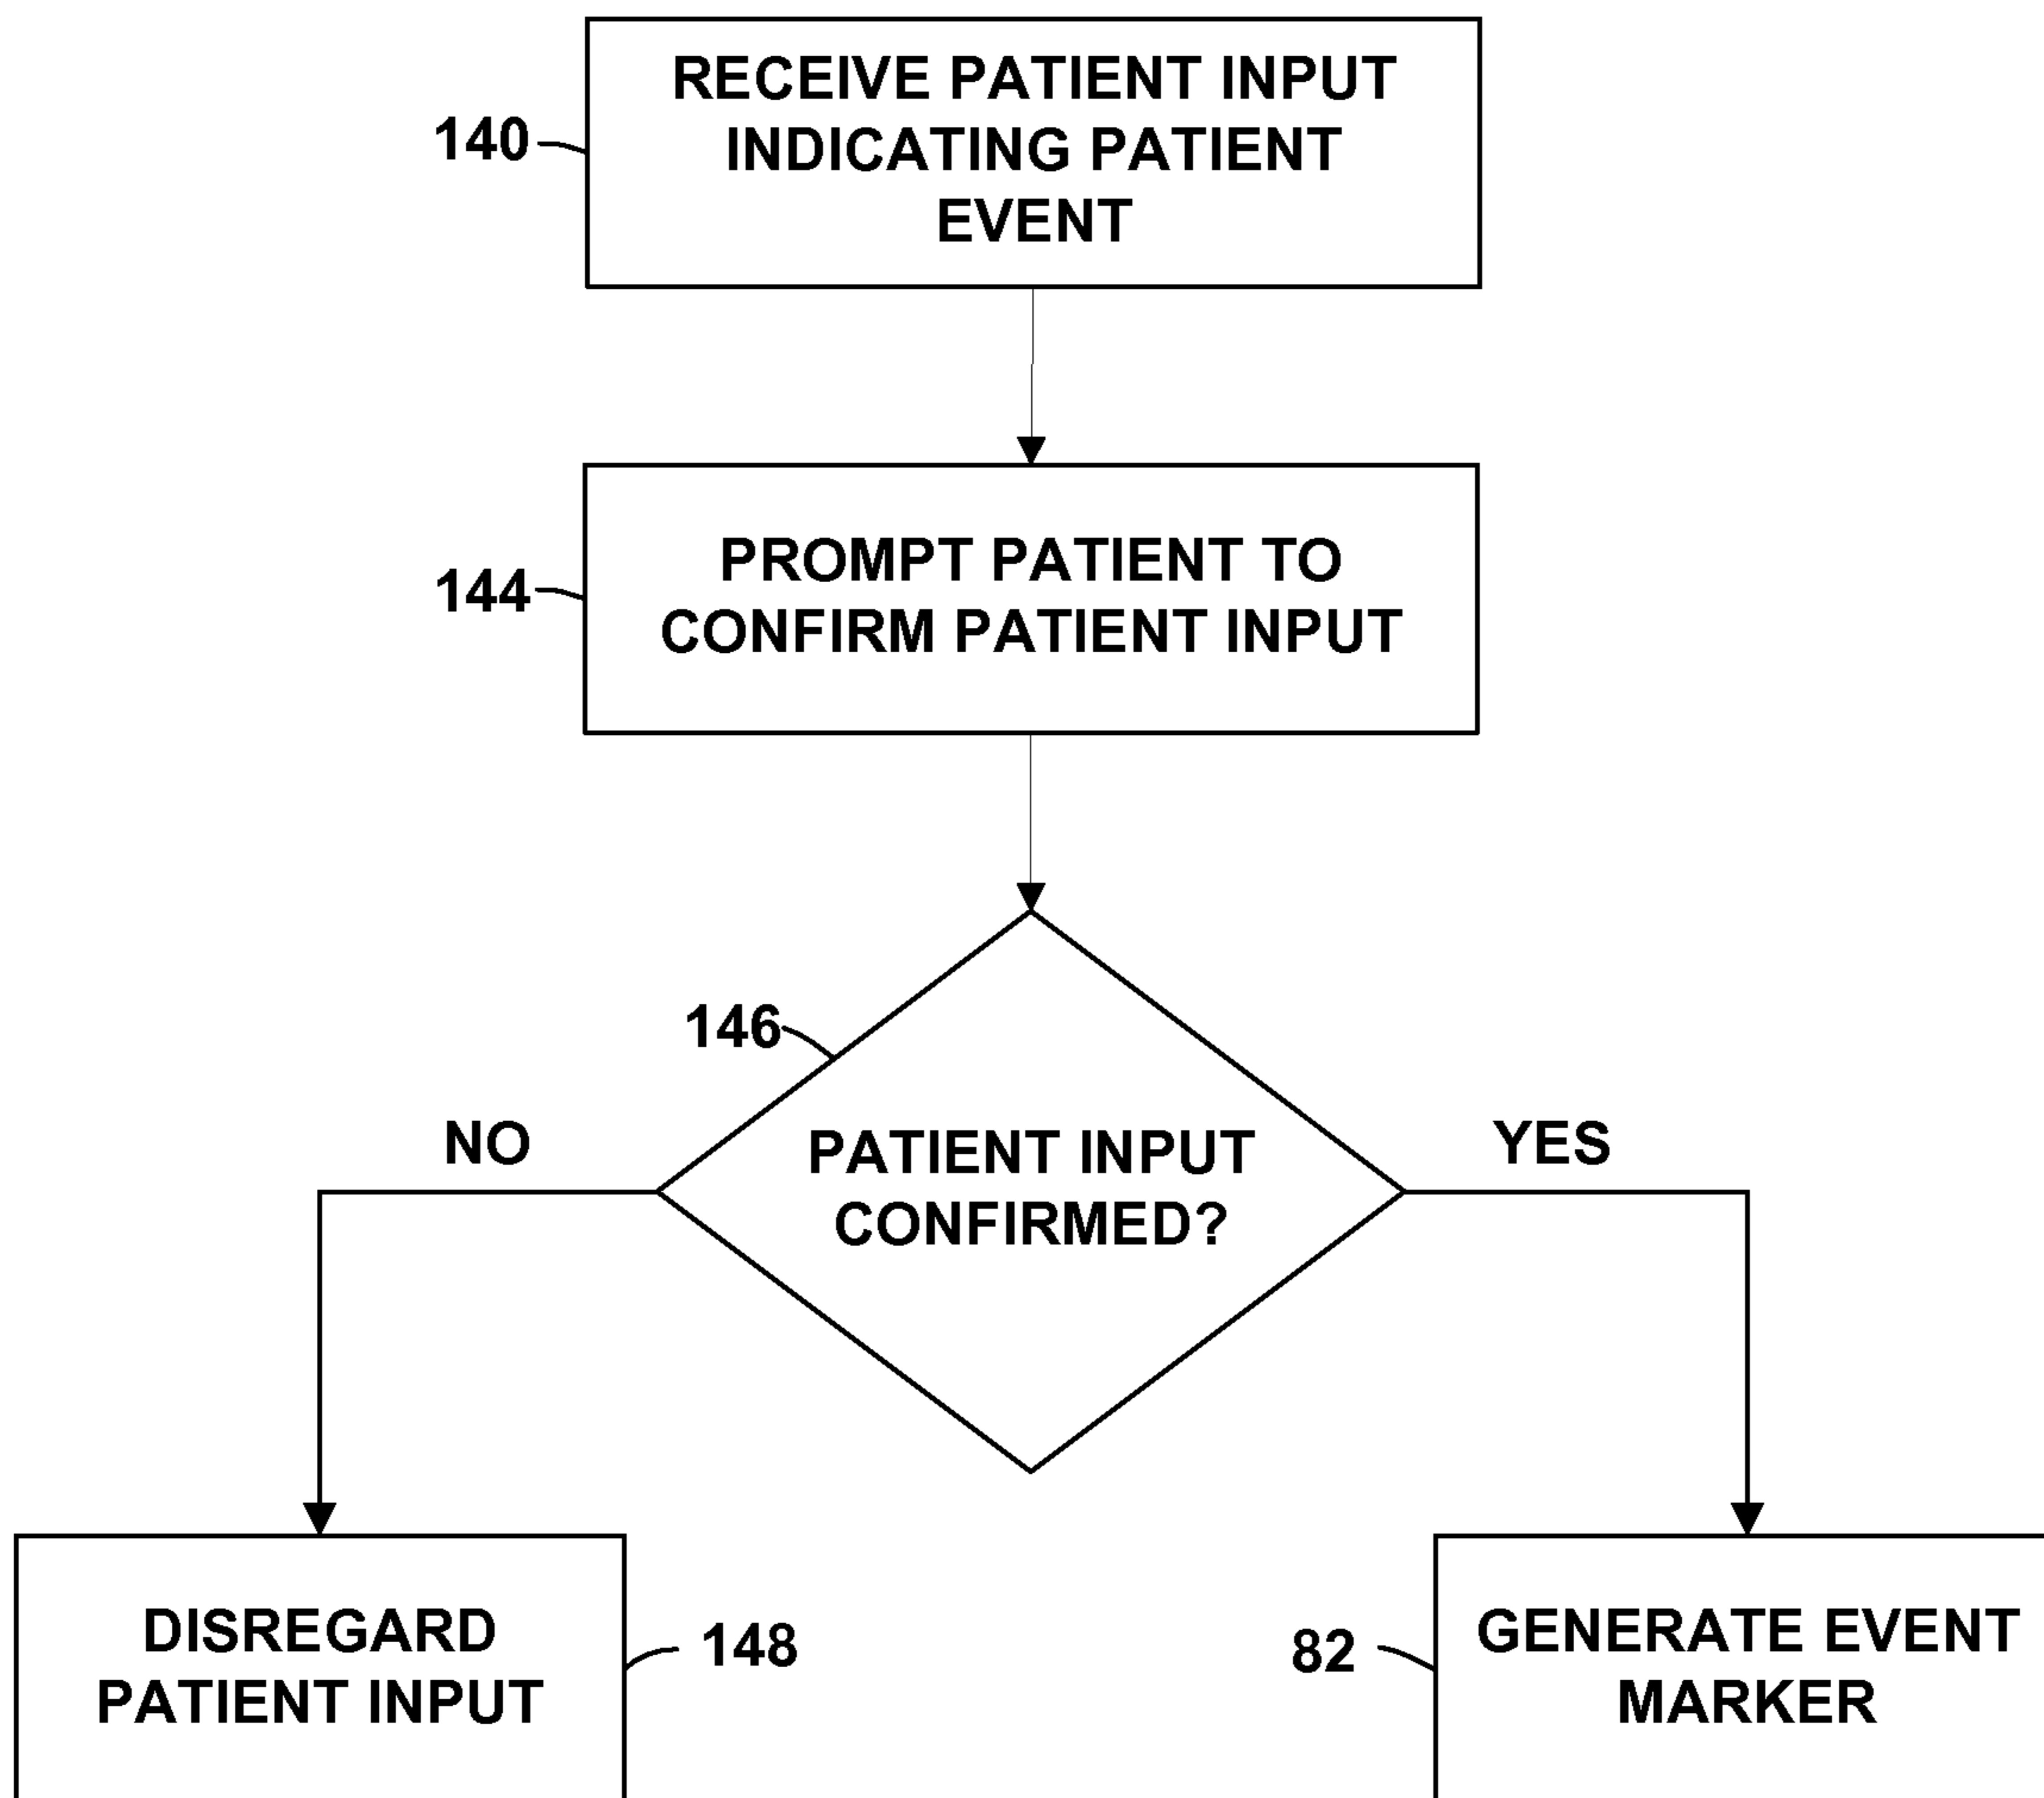 RECEIVE PATIENT INPUT
INDICATING PATIENT
EVENT
140
PROMPT PATIENT TO
CONFIRM PATIENT INPUT
144
146
PATIENT INPUT
CONFIRMED?
NO
YES
DISREGARD
PATIENT INPUT
148
82
GENERATE EVENT
MARKER